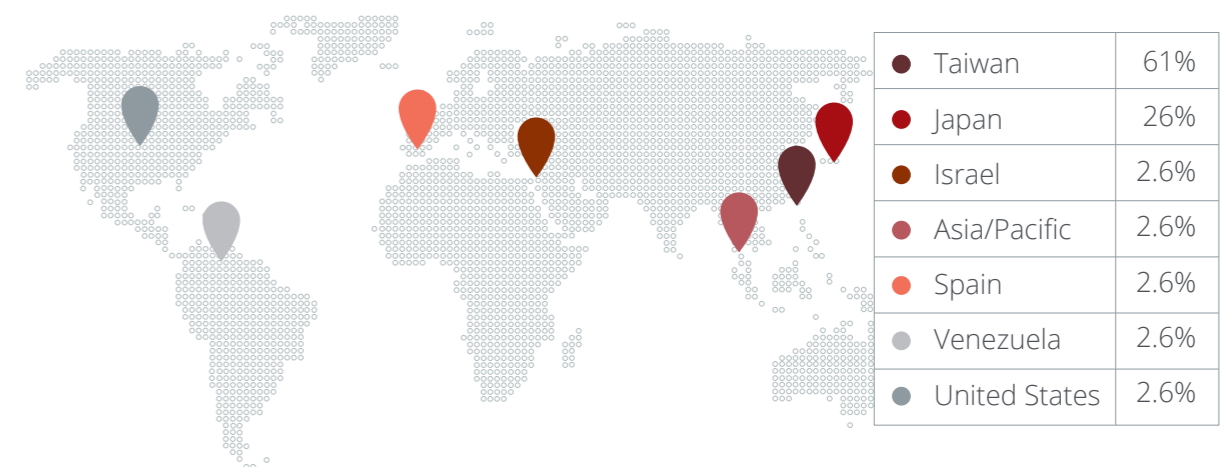 Taiwan 61%
Japan 26%
Israel 2.6%
Asia/Pacific 2.6%
Spain 2.6%
Venezuela 2.6%
United States 2.6%